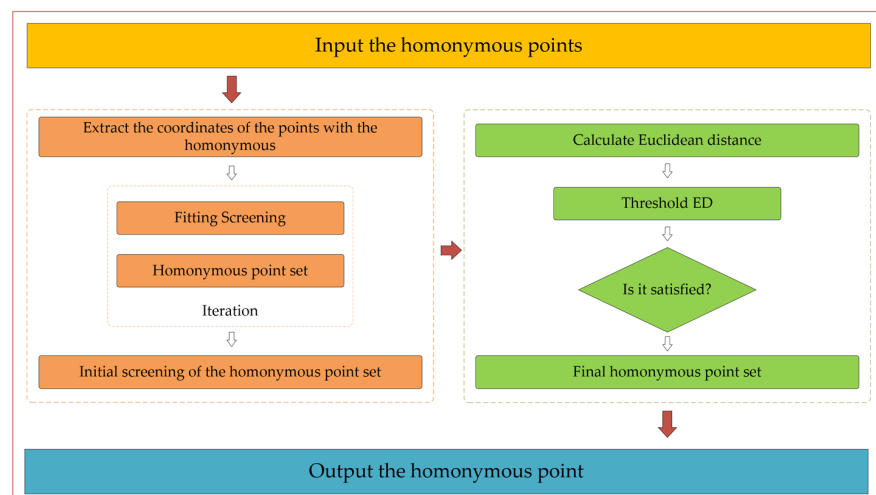 Input the homonymous points
Extract the coordinates of the points with the
homonymous
Fitting Screening
Homonymous point set
Iteration
Initial screening of the homonymous point set
Calculate Euclidean distance
Threshold ED
Is it satisfied?
Final homonymous point set
Output the homonymous point